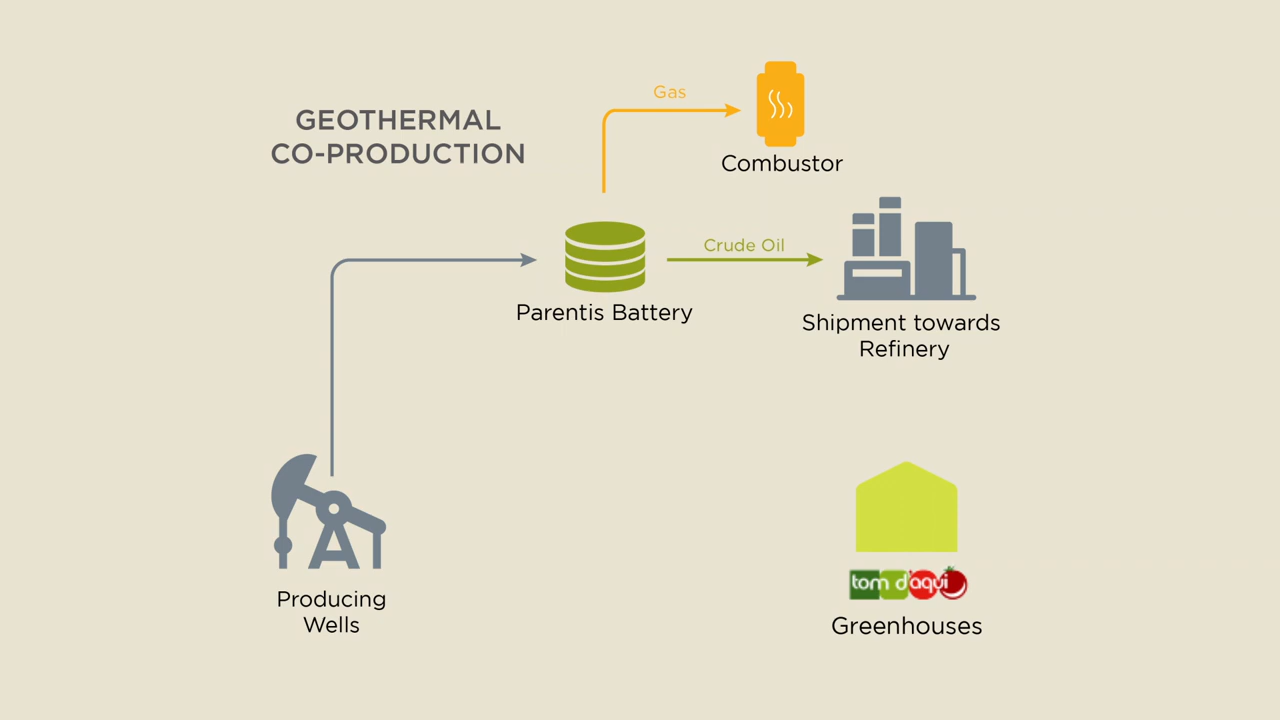 GEOTHERMAL
CO-PRODUCTION
Gas
Combustor
Crude Oil
Parentis Battery
Shipment towards
Refinery
Producing
Wells
tom d'aqui
Greenhouses